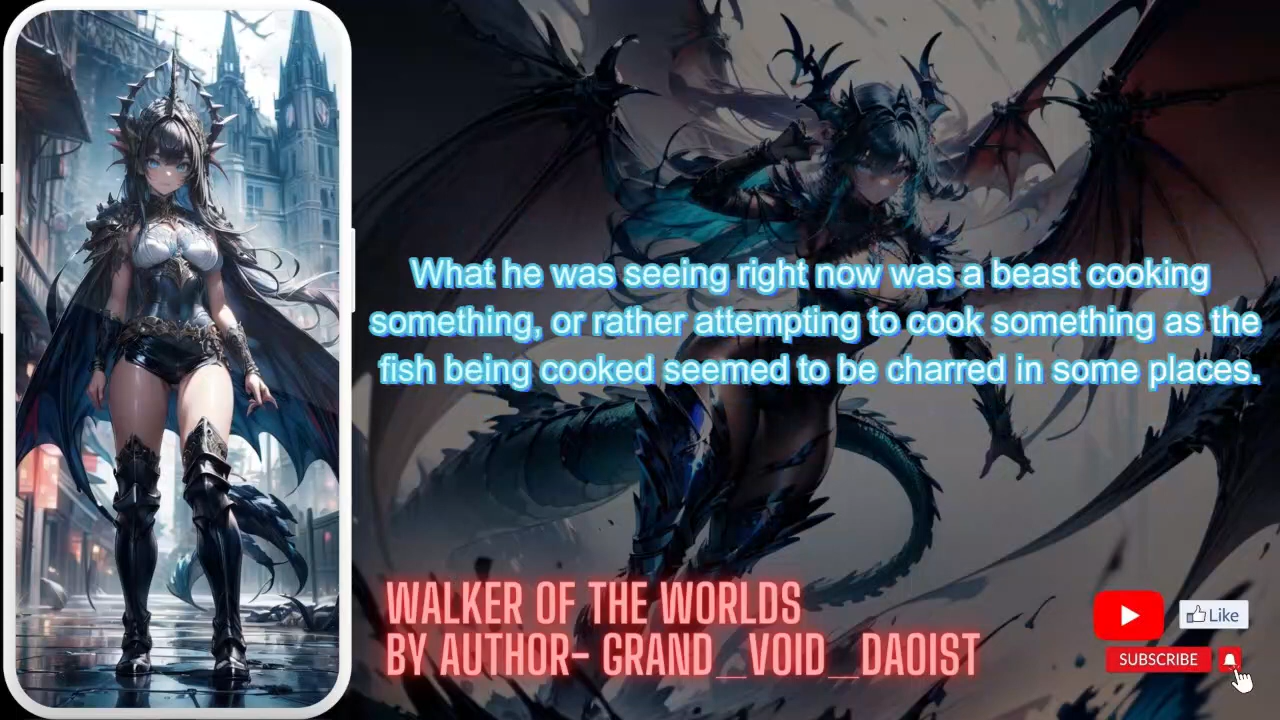 What he was seeing right now was a beast cooking
something, or rather attempting to cook something as the
fish being cooked seemed to be charred in some places.
WALKER OF THE WORLDS
BY AUTHOR- GRAND_VOID_DAOIST
Like
SUBSCRIBE